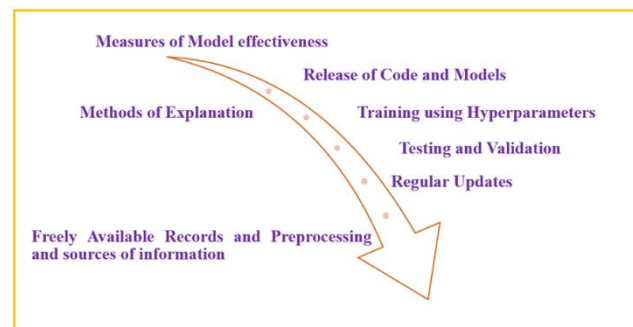 Measures of Model effectiveness
Release of Code and Models
Methods of Explanation
Training using Hyperparameters
Testing and Validation
Regular Updates
Freely Available Records and Preprocessing
and sources of information